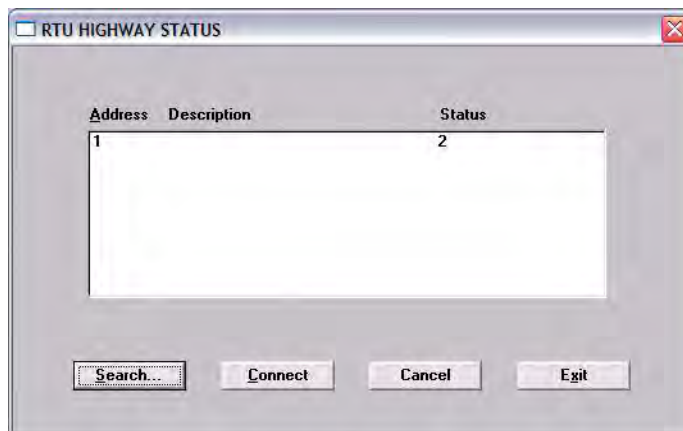 RTU HIGHWAY STATUS
Address Description Status
1 2
Search... Connect Cancel Exit